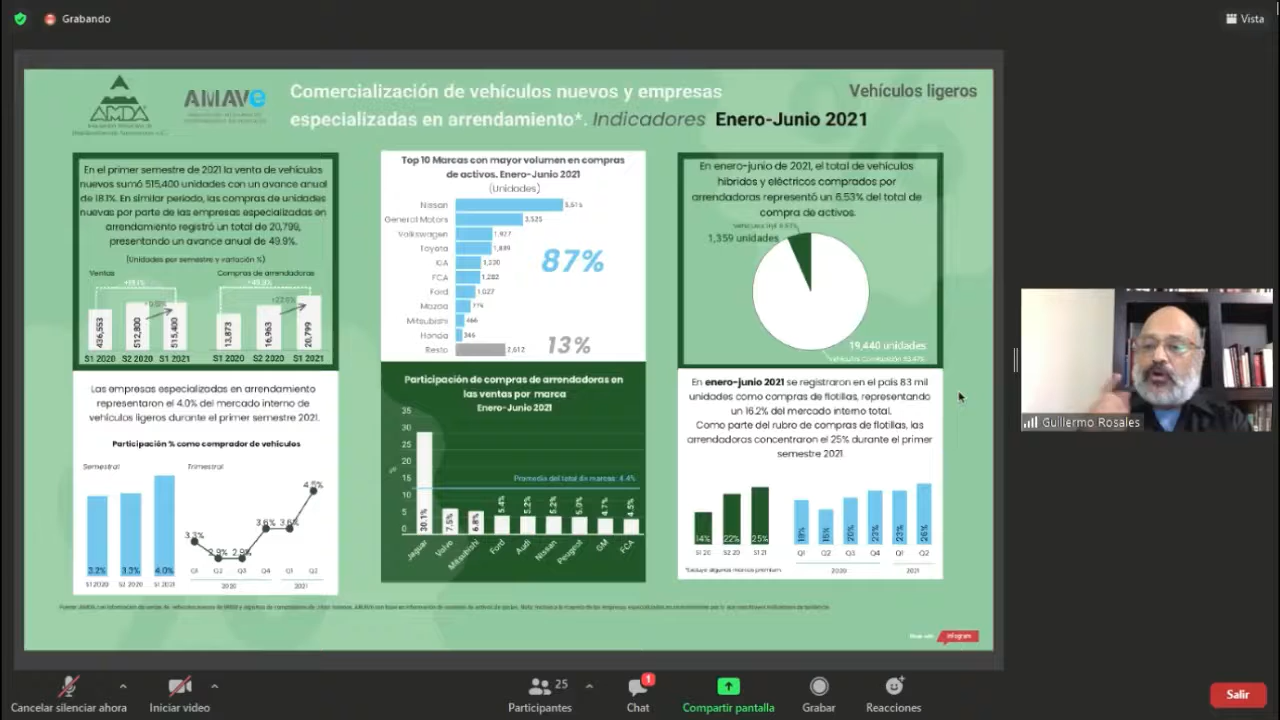 Grabando
Vista
AMDA
AMAVe
Comercialización de vehículos nuevos y empresas
especializadas en arrendamiento*. Indicadores Enero-Junio 2021
Vehículos ligeros
En el primer semestre de 2021 la venta de vehículos
nuevos sumó 515,400 unidades con un avance anual
de 18.1%. En similar periodo, las compras de unidades
nuevas por parte de las empresas especializadas en
arrendamiento registró un total de 20,799,
presentando un avance anual de 49.9%.
(Unidades por semestre y variación %)
Ventas
Compras de arrendadoras
436,553
512,800
515,400
13,873
16,963
20,799
S1 2020
S2 2020
S1 2021
S1 2020
S2 2020
S1 2021
Las empresas especializadas en arrendamiento
representaron el 4.0% del mercado interno de
vehículos ligeros durante el primer semestre 2021.
Participación % como comprador de vehículos
Semestral
Trimestral
3.2%
3.3%
4.0%
S1 2020
S2 2020
S1 2021
3.3%
2.9%
2.9%
3.6%
3.6%
4.5%
Q1
Q2
Q3
Q4
Q1
Q2
2020
2021
Top 10 Marcas con mayor volumen en compras
de activos. Enero-Junio 2021
(Unidades)
Nissan
General Motors 3,525
Volkswagen 1,927
Toyota
KIA
FCA
Ford 1,027
Mazda
Mitsubishi 466
Honda 346
Resto 2,612
87%
13%
Participación de compras de arrendadoras en
las ventas por marca
Enero-Junio 2021
35
30
25
20
15
10
5
0
%
Promedio del total de marcas: 4.4%
30.1%
7.5%
6.8%
5.4%
5.2%
5.2%
5.0%
4.7%
4.5%
Jaguar
Volvo
Mitsubishi
Ford
Audi
Nissan
Peugeot
GM
FCA
En enero-junio de 2021, el total de vehículos
híbridos y eléctricos comprados por
arrendadoras representó un 6.53% del total de
compra de activos.
1,359 unidades
19,440 unidades
En enero-junio 2021 se registraron en el país 83 mil
unidades como compras de flotillas, representando
un 16.2% del mercado interno total.
Como parte del rubro de compras de flotillas, las
arrendadoras concentraron el 25% durante el primer
semestre 2021
14%
22%
25%
S1 20
S2 20
S1 21
20%
23%
23%
26%
Q1
Q2
Q3
Q4
Q1
Q2
2020
2021
*Excluye algunas marcas premium
Made with infogram
Guillermo Rosales
Cancelar silenciar ahora
Iniciar video
25
Participantes
1
Chat
Compartir pantalla
Grabar
Reacciones
Salir